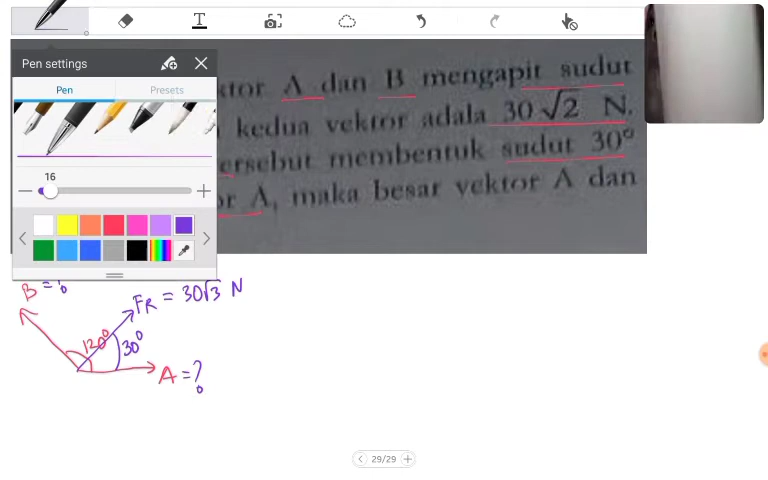 T
Pen settings
Pen
Presets
16
ktor A dan B mengapit sudut
kedua vektor adala 30√2 N.
ersebut membentuk sudut 30°
or A, maka besar vektor A dan
B = ?
FR = 30√3 N
120°
30°
A = ?
29/29